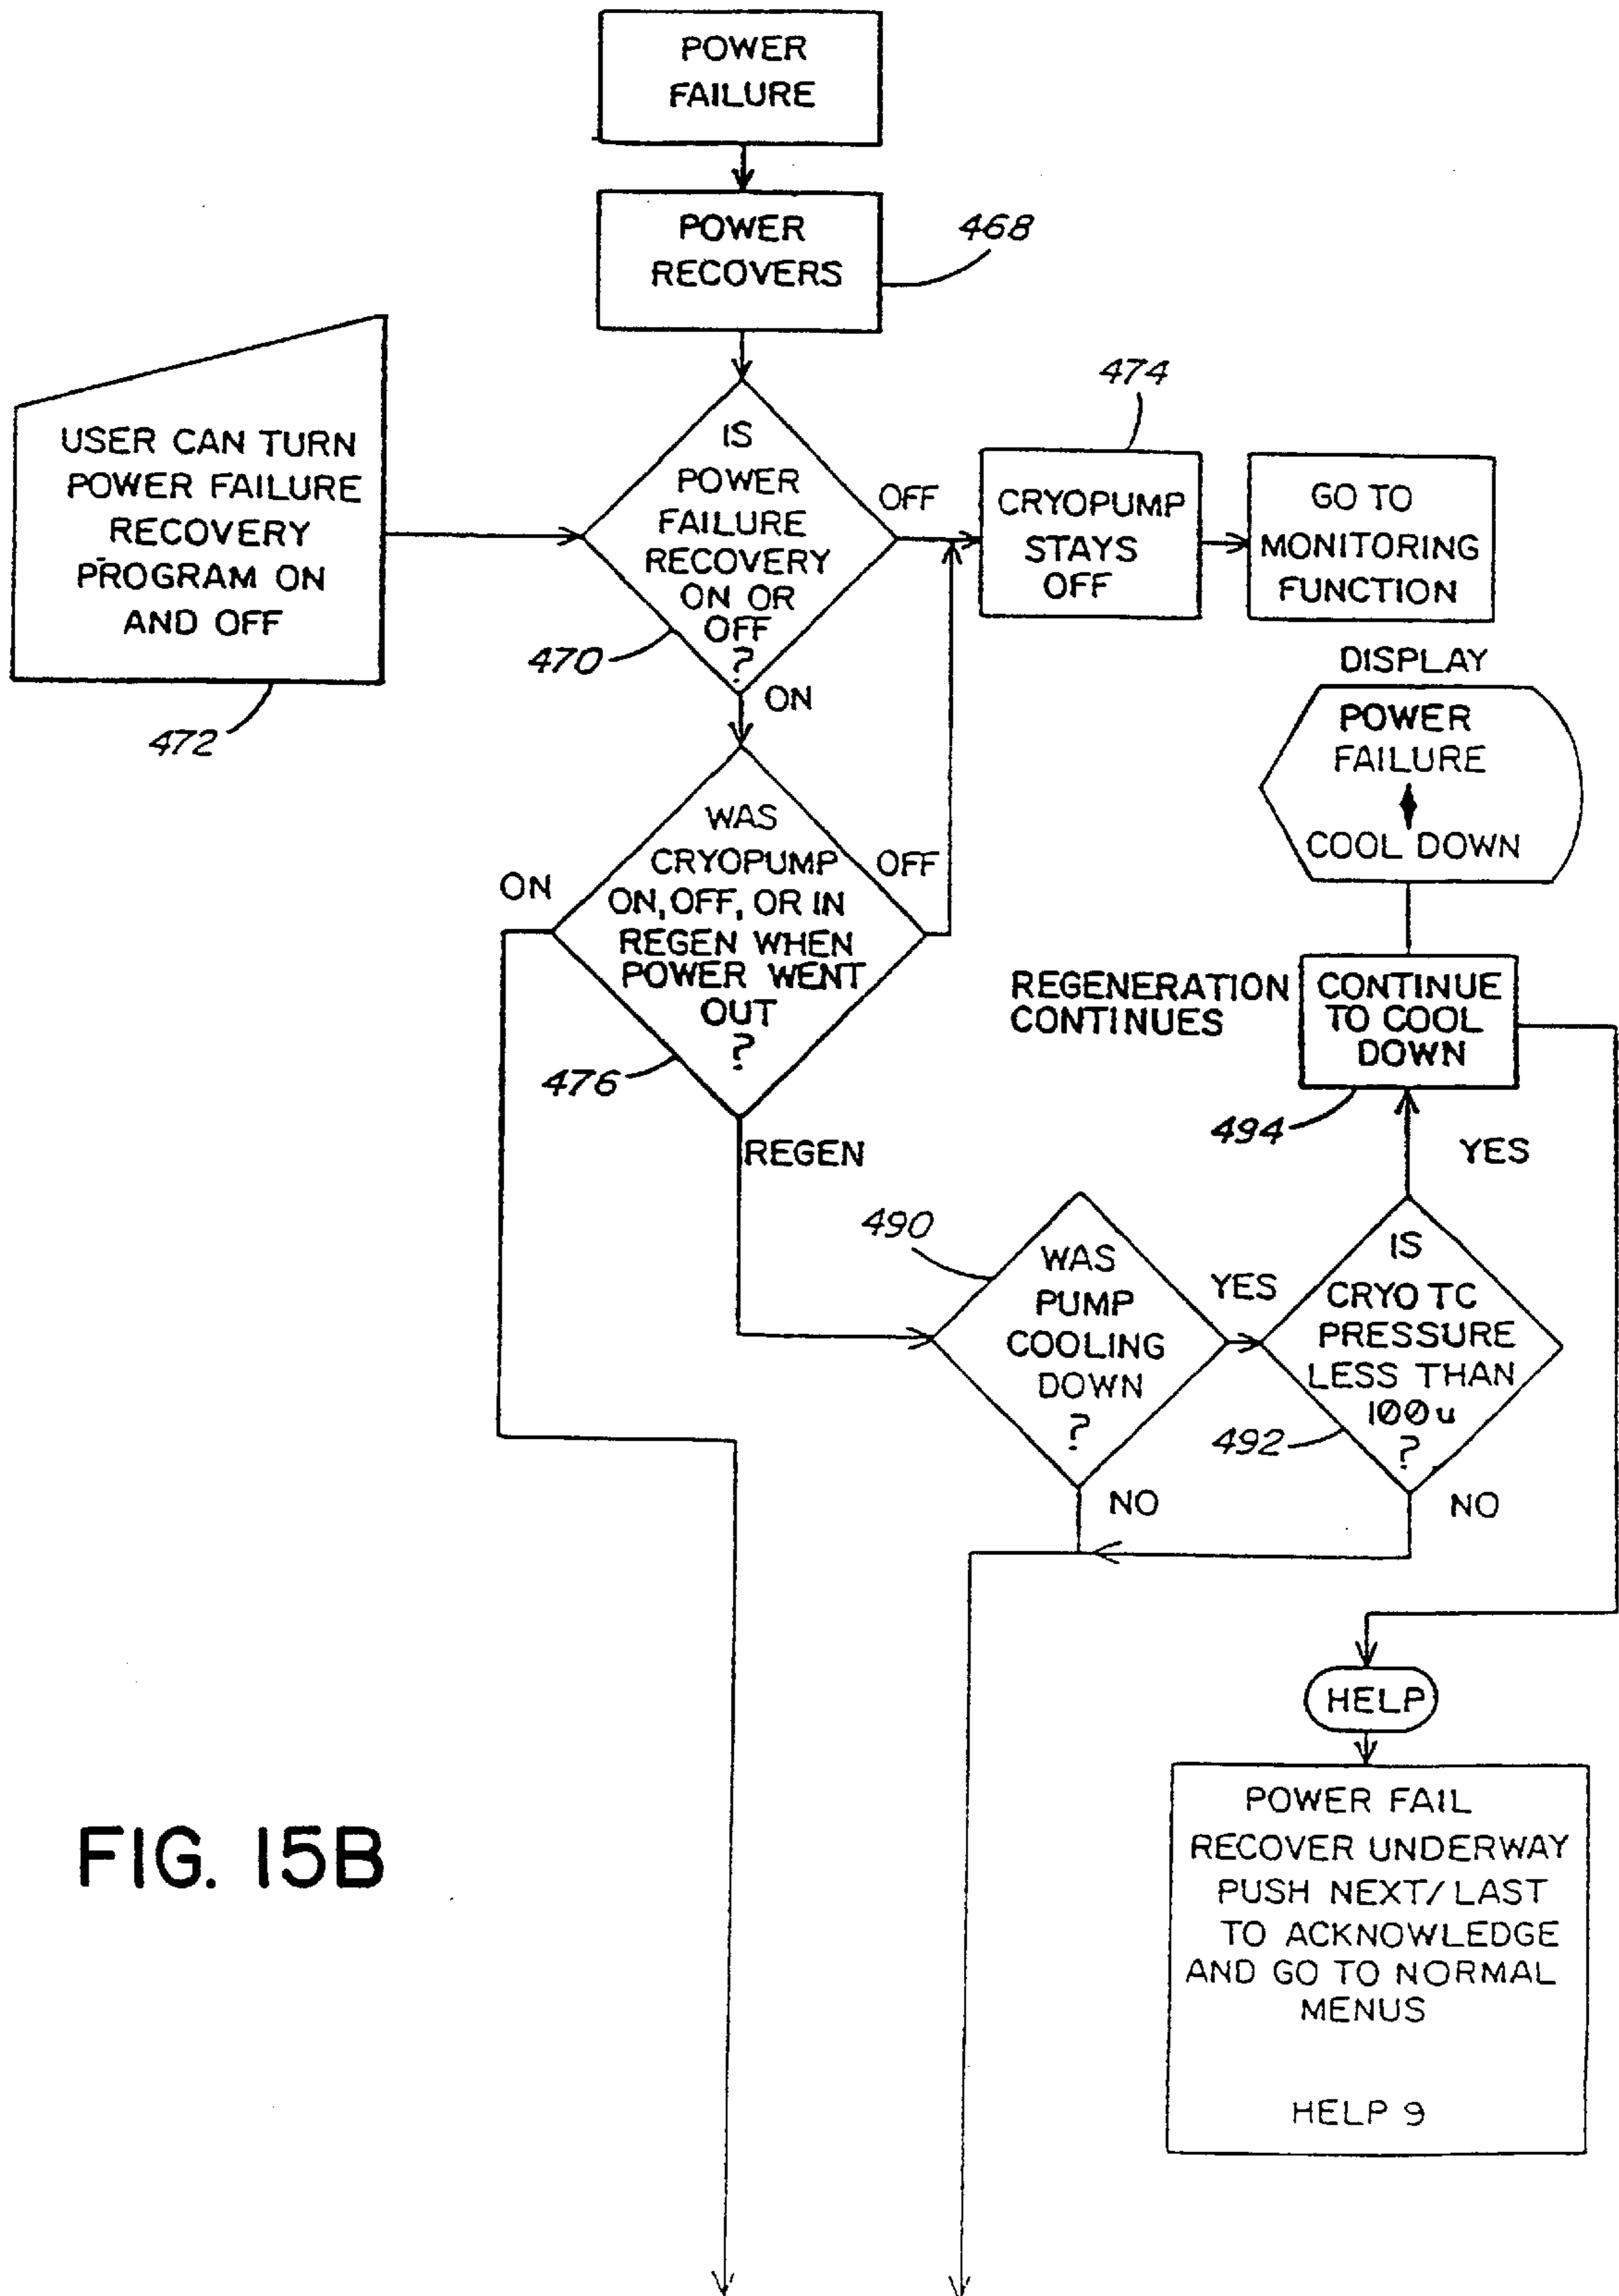 POWER
FAILURE
POWER
RECOVERS
468
USER CAN TURN
POWER FAILURE
RECOVERY
PROGRAM ON
AND OFF
472
IS
POWER
FAILURE
RECOVERY
ON OR
OFF
?
470
OFF
ON
474
CRYOPUMP
STAYS
OFF
GO TO
MONITORING
FUNCTION
DISPLAY
POWER
FAILURE
COOL DOWN
WAS
CRYOPUMP
ON, OFF, OR IN
REGEN WHEN
POWER WENT
OUT
?
476
ON
OFF
REGEN
REGENERATION
CONTINUES
CONTINUE
TO COOL
DOWN
494
YES
490
WAS
PUMP
COOLING
DOWN
?
YES
NO
IS
CRYO TC
PRESSURE
LESS THAN
100u
?
492
NO
HELP
POWER FAIL
RECOVER UNDERWAY
PUSH NEXT/LAST
TO ACKNOWLEDGE
AND GO TO NORMAL
MENUS
HELP 9
FIG. 15B